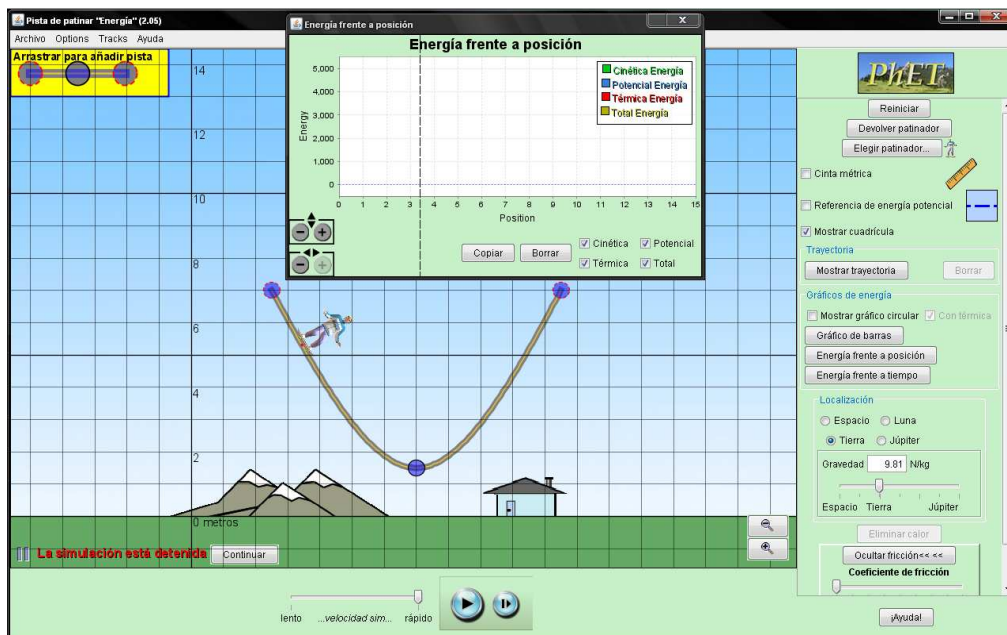 Pista de patinar "Energía" (2.05)
Archivo Options Tracks Ayuda
Arrastrar para añadir pista
14
12
10
8
6
4
2
0 metros
Energía frente a posición
x
Energía frente a posición
5,000
4,000
3,000
2,000
1,000
0
Energy
Cinética Energía
Potencial Energía
Térmica Energía
Total Energía
0 1 2 3 4 5 6 7 8 9 10 11 12 13 14 15
Position
Copiar Borrar
Cinética Potencial
Térmica Total
La simulación está detenida Continuar
lento ...velocidad sim... rápido
PhET
Reiniciar
Devolver patinador
Elegir patinador...
Cinta métrica
Referencia de energía potencial
Mostrar cuadrícula
Trayectoria
Mostrar trayectoria Borrar
Gráficos de energía
Mostrar gráfico circular Con térmica
Gráfico de barras
Energía frente a posición
Energía frente a tiempo
Localización
Espacio Luna
Tierra Júpiter
Gravedad 9.81 N/kg
Espacio Tierra Júpiter
Eliminar calor
Ocultar fricción<< <<
Coeficiente de fricción
¡Ayuda!